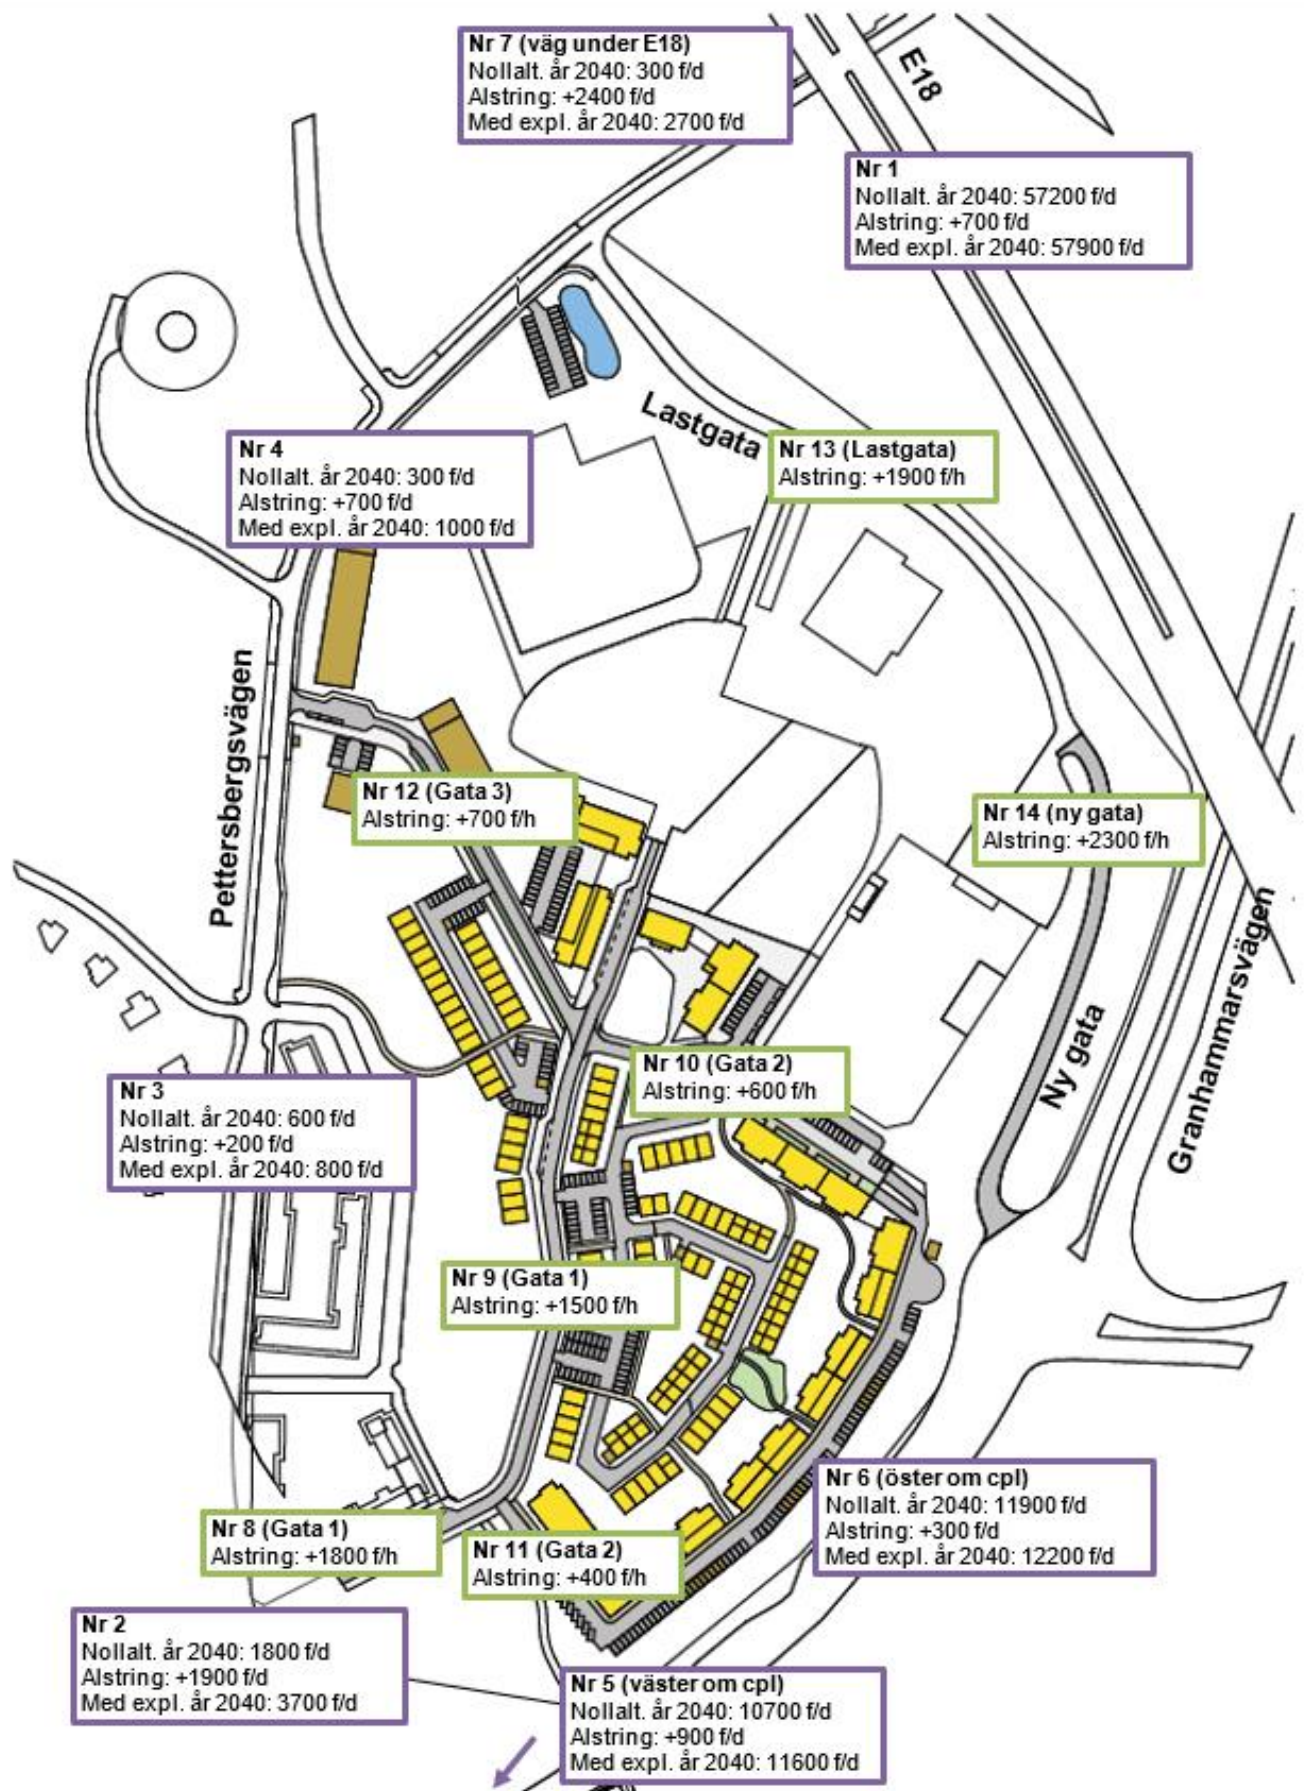 Nr 7 (väg under E18)
Nollalt. år 2040: 300 f/d
Alstring: +2400 f/d
Med expl. år 2040: 2700 f/d
E18
Nr 1
Nollalt. år 2040: 57200 f/d
Alstring: +700 f/d
Med expl. år 2040: 57900 f/d
Lastgata
Nr 4
Nollalt. år 2040: 300 f/d
Alstring: +700 f/d
Med expl. år 2040: 1000 f/d
Nr 13 (Lastgata)
Alstring: +1900 f/h
Pettersbergsvägen
Nr 12 (Gata 3)
Alstring: +700 f/h
Nr 14 (ny gata)
Alstring: +2300 f/h
Granhammarsvägen
Ny gata
Nr 10 (Gata 2)
Alstring: +600 f/h
Nr 3
Nollalt. år 2040: 600 f/d
Alstring: +200 f/d
Med expl. år 2040: 800 f/d
Nr 9 (Gata 1)
Alstring: +1500 f/h
Nr 6 (öster om cpl)
Nollalt. år 2040: 11900 f/d
Alstring: +300 f/d
Med expl. år 2040: 12200 f/d
Nr 8 (Gata 1)
Alstring: +1800 f/h
Nr 11 (Gata 2)
Alstring: +400 f/h
Nr 2
Nollalt. år 2040: 1800 f/d
Alstring: +1900 f/d
Med expl. år 2040: 3700 f/d
Nr 5 (väster om cpl)
Nollalt. år 2040: 10700 f/d
Alstring: +900 f/d
Med expl. år 2040: 11600 f/d